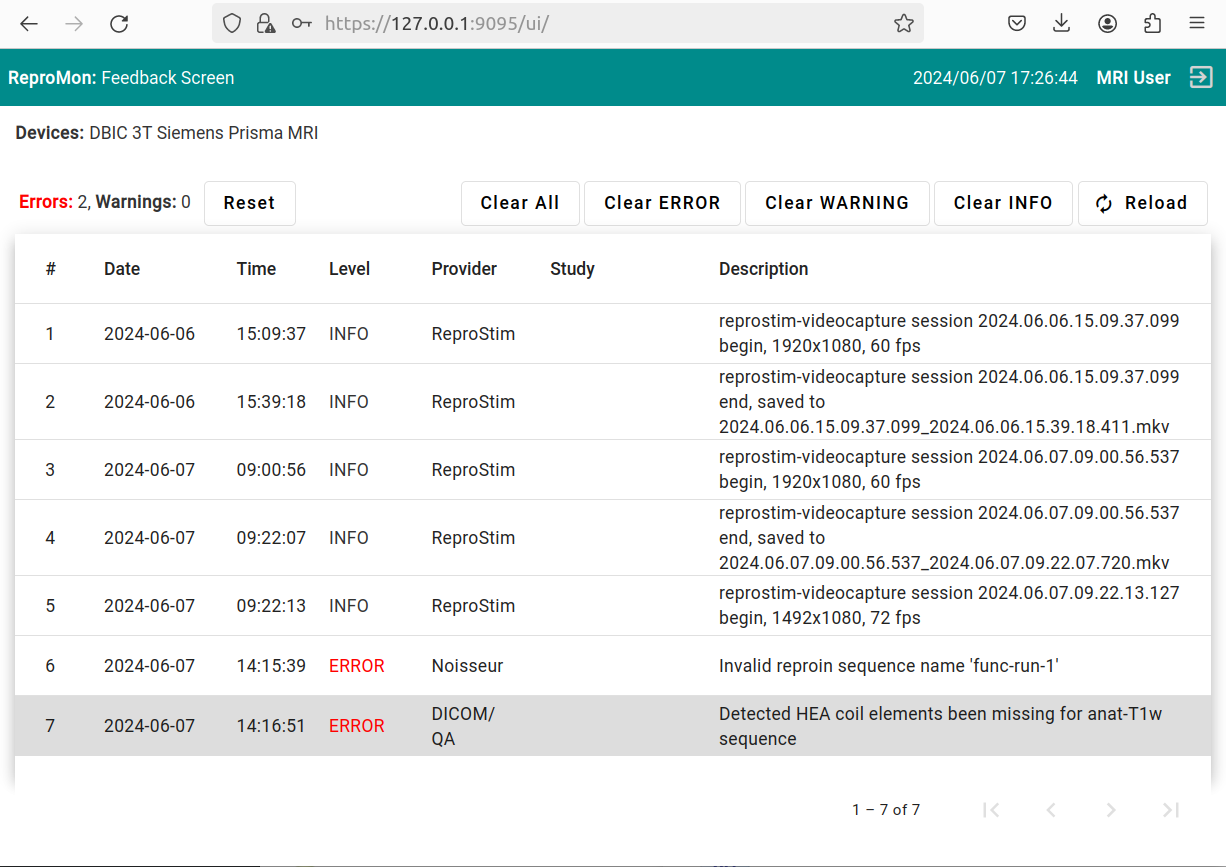 https://127.0.0.1:9095/ui/
ReproMon: Feedback Screen 2024/06/07 17:26:44 MRI User
Devices: DBIC 3T Siemens Prisma MRI
Errors: 2, Warnings: 0 Reset Clear All Clear ERROR Clear WARNING Clear INFO Reload
# Date Time Level Provider Study Description
1 2024-06-06 15:09:37 INFO ReproStim reprostim-videocapture session 2024.06.06.15.09.37.099
begin, 1920x1080, 60 fps
2 2024-06-06 15:39:18 INFO ReproStim reprostim-videocapture session 2024.06.06.15.09.37.099
end, saved to
2024.06.06.15.09.37.099_2024.06.06.15.39.18.411.mkv
3 2024-06-07 09:00:56 INFO ReproStim reprostim-videocapture session 2024.06.07.09.00.56.537
begin, 1920x1080, 60 fps
4 2024-06-07 09:22:07 INFO ReproStim reprostim-videocapture session 2024.06.07.09.00.56.537
end, saved to
2024.06.07.09.00.56.537_2024.06.07.09.22.07.720.mkv
5 2024-06-07 09:22:13 INFO ReproStim reprostim-videocapture session 2024.06.07.09.22.13.127
begin, 1492x1080, 72 fps
6 2024-06-07 14:15:39 ERROR Noisseur Invalid reproin sequence name 'func-run-1'
7 2024-06-07 14:16:51 ERROR DICOM/ Detected HEA coil elements been missing for anat-T1w
QA sequence
1 – 7 of 7